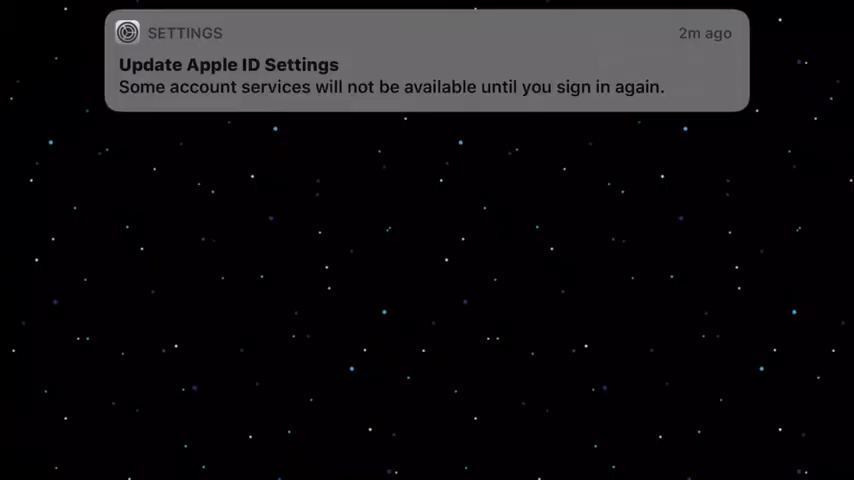 SETTINGS 2m ago
Update Apple ID Settings
Some account services will not be available until you sign in again.